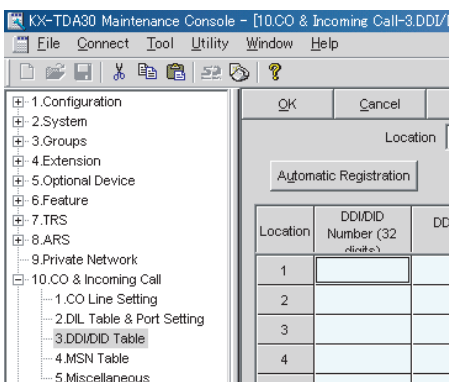 KX-TDA30 Maintenance Console - [10.CO & Incoming Call-3.DDI/
File Connect Tool Utility Window Help
1.Configuration
2.System
3.Groups
4.Extension
5.Optional Device
6.Feature
7.TRS
8.ARS
9.Private Network
10.CO & Incoming Call
1.CO Line Setting
2.DIL Table & Port Setting
3.DDI/DID Table
4.MSN Table
5.Miscellaneous
OK Cancel
Location
Automatic Registration
Location
DDI/DID
Number (32
digits)
DD
1
2
3
4